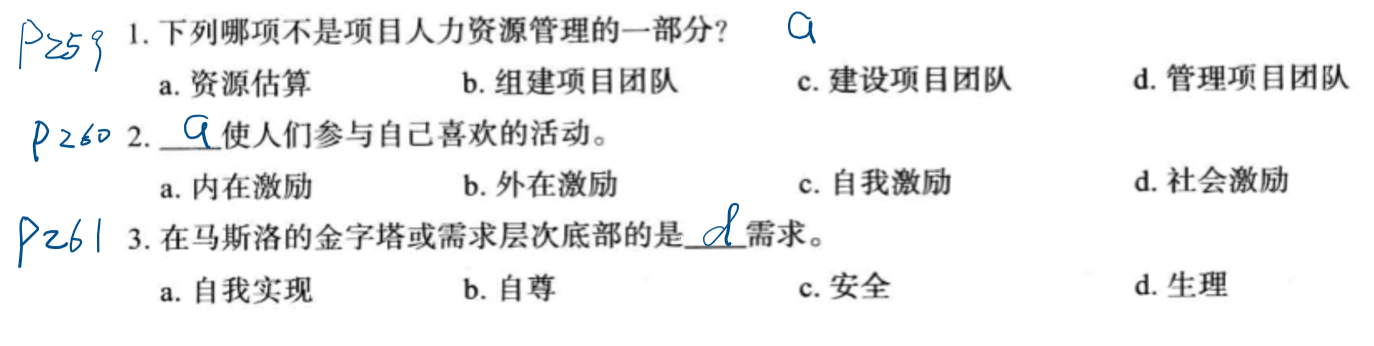 P259 1. 下列哪项不是项目人力资源管理的一部分? a
a. 资源估算 b. 组建项目团队 c. 建设项目团队 d. 管理项目团队
P260 2. a使人们参与自己喜欢的活动。
a. 内在激励 b. 外在激励 c. 自我激励 d. 社会激励
P261 3. 在马斯洛的金字塔或需求层次底部的是d需求。
a. 自我实现 b. 自尊 c. 安全 d. 生理